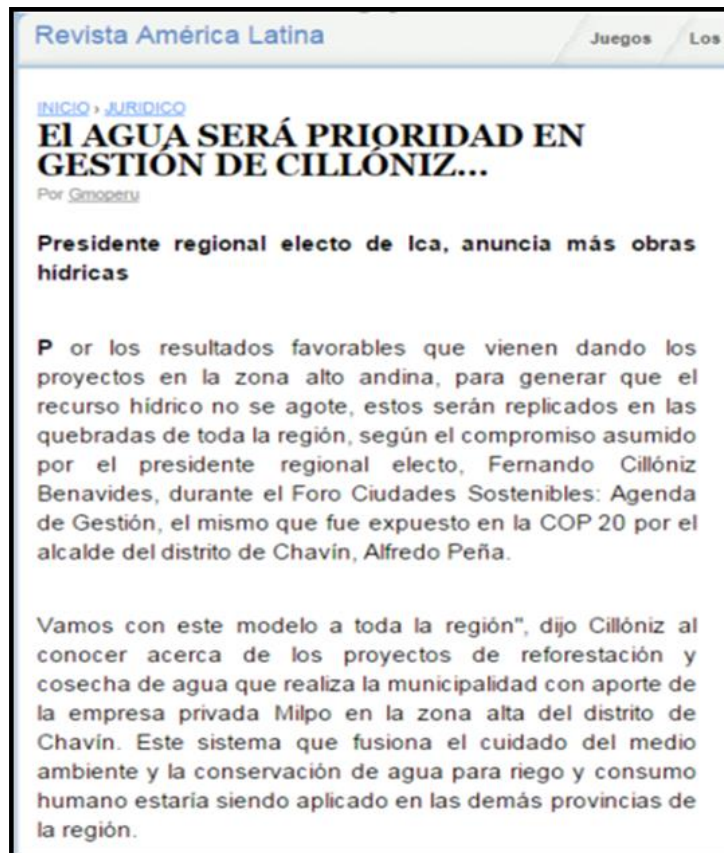 Revista América Latina
Juegos
Los
INICIO › JURIDICO
El AGUA SERÁ PRIORIDAD EN
GESTIÓN DE CILLÓNIZ...
Por Gmoperu
Presidente regional electo de Ica, anuncia más obras
hídricas
P or los resultados favorables que vienen dando los
proyectos en la zona alto andina, para generar que el
recurso hídrico no se agote, estos serán replicados en las
quebradas de toda la región, según el compromiso asumido
por el presidente regional electo, Fernando Cillóniz
Benavides, durante el Foro Ciudades Sostenibles: Agenda
de Gestión, el mismo que fue expuesto en la COP 20 por el
alcalde del distrito de Chavín, Alfredo Peña.
Vamos con este modelo a toda la región", dijo Cillóniz al
conocer acerca de los proyectos de reforestación y
cosecha de agua que realiza la municipalidad con aporte de
la empresa privada Milpo en la zona alta del distrito de
Chavín. Este sistema que fusiona el cuidado del medio
ambiente y la conservación de agua para riego y consumo
humano estaría siendo aplicado en las demás provincias de
la región.